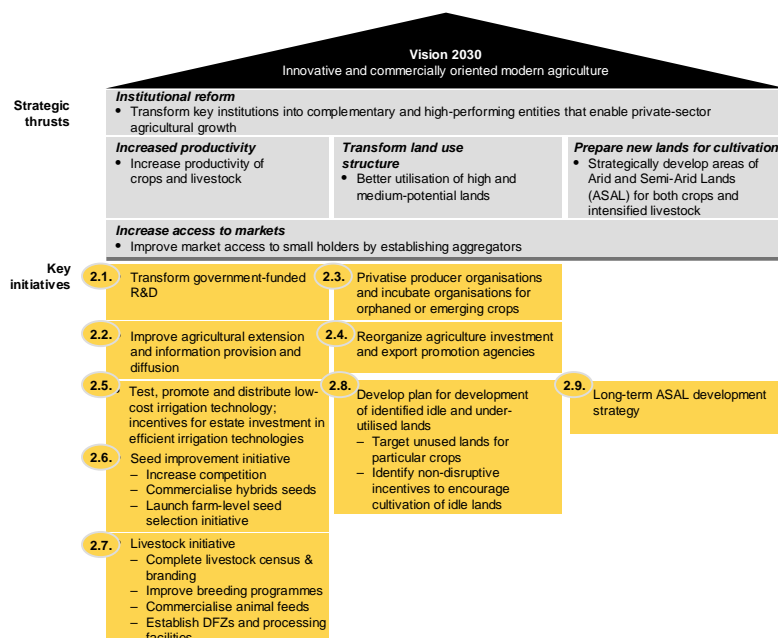 Vision 2030
Innovative and commercially oriented modern agriculture
Strategic
thrusts
Institutional reform
• Transform key institutions into complementary and high-performing entities that enable private-sector
agricultural growth
Increased productivity
• Increase productivity of
crops and livestock
Transform land use
structure
• Better utilisation of high and
medium-potential lands
Prepare new lands for cultivation
• Strategically develop areas of
Arid and Semi-Arid Lands
(ASAL) for both crops and
intensified livestock
Increase access to markets
• Improve market access to small holders by establishing aggregators
Key
initiatives
2.1. Transform government-funded
R&D
2.3. Privatise producer organisations
and incubate organisations for
orphaned or emerging crops
2.2. Improve agricultural extension
and information provision and
diffusion
2.4. Reorganize agriculture investment
and export promotion agencies
2.5. Test, promote and distribute low-
cost irrigation technology;
incentives for estate investment in
efficient irrigation technologies
2.6. Seed improvement initiative
– Increase competition
– Commercialise hybrids seeds
– Launch farm-level seed
selection initiative
2.7. Livestock initiative
– Complete livestock census &
branding
– Improve breeding programmes
– Commercialise animal feeds
– Establish DFZs and processing
facilities
2.8. Develop plan for development
of identified idle and under-
utilised lands
– Target unused lands for
particular crops
– Identify non-disruptive
incentives to encourage
cultivation of idle lands
2.9. Long-term ASAL development
strategy